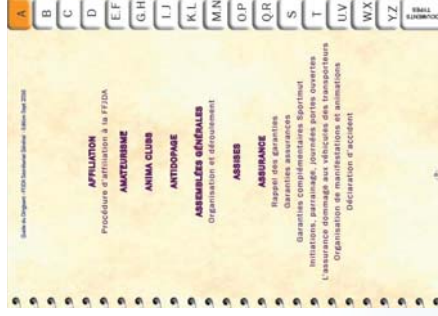 A
B
C
D
E.F
G.H
I.J
K.L
M.N
O.P
Q.R
S
T
U.V
W.X
Y.Z
DOCUMENTS
TYPES
Guide du Dirigeant - FFJDA Secrétariat Général - Edition Sept
AFFILIATION
Procédure d'affiliation à la FFJDA
AMATEURISME
ANIMA CLUBS
ANTIDOPAGE
ASSEMBLÉES GÉNÉRALES
Organisation et déroulement
ASSISES
ASSURANCE
Rappel des garanties
Garanties assurances
Garanties complémentaires Sportmut
Initiations, parrainage, journées portes ouvertes
L'assurance dommage aux véhicules des transporteurs
Organisation de manifestations et animations
Déclaration d'accident